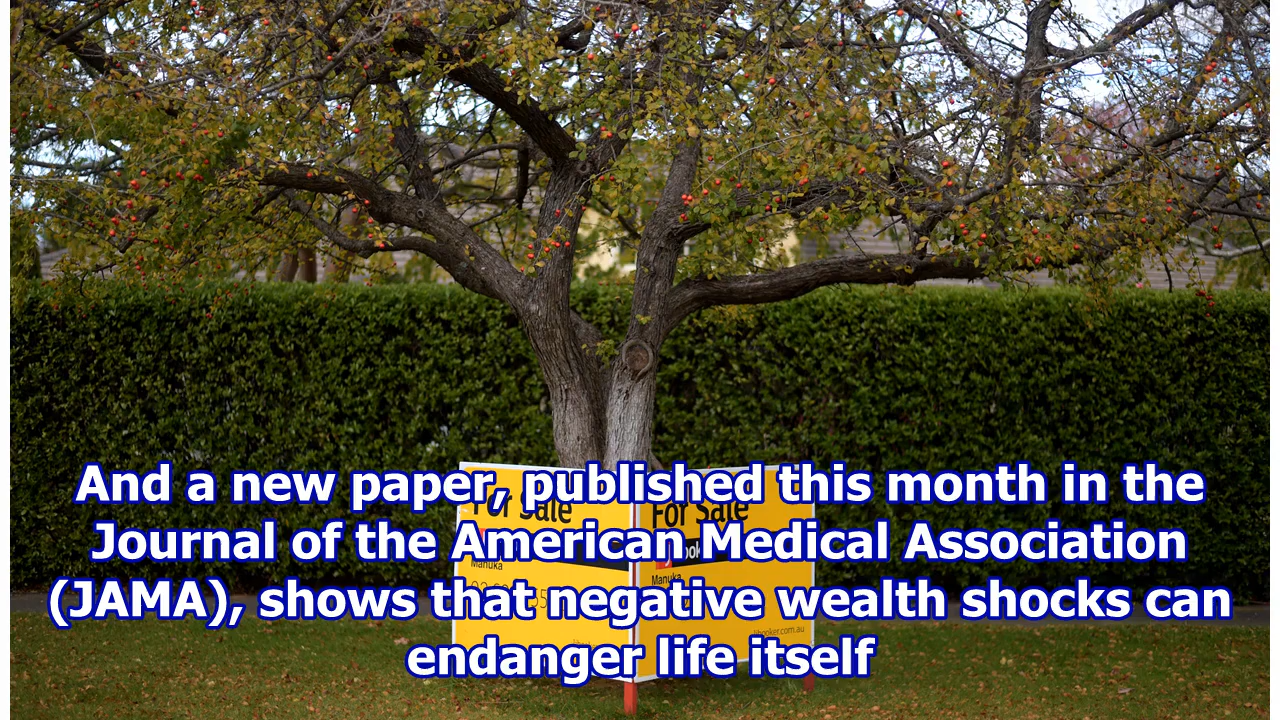 And a new paper, published this month in the
Journal of the American Medical Association
(JAMA), shows that negative wealth shocks can
endanger life itself
For Sale
For Sale
Manuka
Manuka